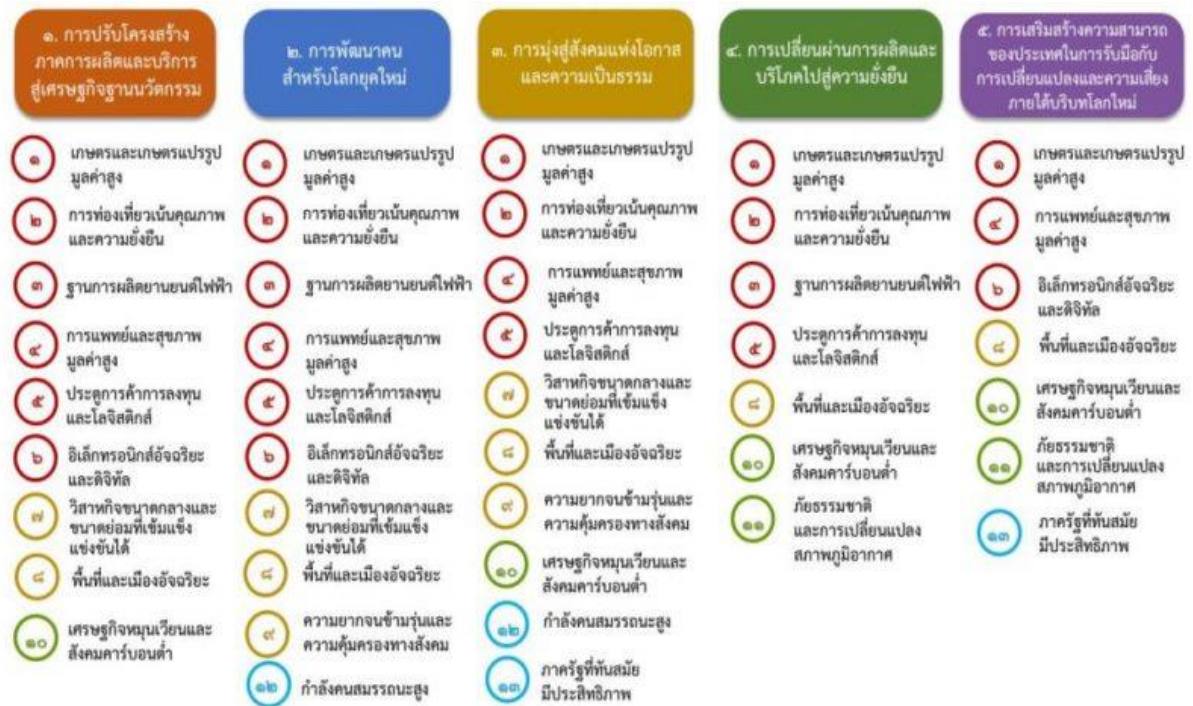 ๑. การปรับโครงสร้าง
ภาคการผลิตและบริการ
สู่เศรษฐกิจฐานนวัตกรรม
๑
เกษตรและเกษตรแปรรูป
มูลค่าสูง
๒
การท่องเที่ยวเน้นคุณภาพ
และความยั่งยืน
๓
ฐานการผลิตยานยนต์ไฟฟ้า
๔
การแพทย์และสุขภาพ
มูลค่าสูง
๕
ประตูการค้าการลงทุน
และโลจิสติกส์
๖
อิเล็กทรอนิกส์อัจฉริยะ
และดิจิทัล
๗
วิสาหกิจขนาดกลางและ
ขนาดย่อมที่เข้มแข็ง
แข่งขันได้
๘
พื้นที่และเมืองอัจฉริยะ
๑๐
เศรษฐกิจหมุนเวียนและ
สังคมคาร์บอนต่ำ
๒. การพัฒนาคน
สำหรับโลกยุคใหม่
๑
เกษตรและเกษตรแปรรูป
มูลค่าสูง
๒
การท่องเที่ยวเน้นคุณภาพ
และความยั่งยืน
๓
ฐานการผลิตยานยนต์ไฟฟ้า
๔
การแพทย์และสุขภาพ
มูลค่าสูง
๕
ประตูการค้าการลงทุน
และโลจิสติกส์
๖
อิเล็กทรอนิกส์อัจฉริยะ
และดิจิทัล
๗
วิสาหกิจขนาดกลางและ
ขนาดย่อมที่เข้มแข็ง
แข่งขันได้
๘
พื้นที่และเมืองอัจฉริยะ
๙
ความยากจนข้ามรุ่นและ
ความคุ้มครองทางสังคม
๑๒
กำลังคนสมรรถนะสูง
๓. การมุ่งสู่สังคมแห่งโอกาส
และความเป็นธรรม
๑
เกษตรและเกษตรแปรรูป
มูลค่าสูง
๒
การท่องเที่ยวเน้นคุณภาพ
และความยั่งยืน
๔
การแพทย์และสุขภาพ
มูลค่าสูง
๕
ประตูการค้าการลงทุน
และโลจิสติกส์
๗
วิสาหกิจขนาดกลางและ
ขนาดย่อมที่เข้มแข็ง
แข่งขันได้
๘
พื้นที่และเมืองอัจฉริยะ
๙
ความยากจนข้ามรุ่นและ
ความคุ้มครองทางสังคม
๑๐
เศรษฐกิจหมุนเวียนและ
สังคมคาร์บอนต่ำ
๑๒
กำลังคนสมรรถนะสูง
๑๓
ภาครัฐที่ทันสมัย
มีประสิทธิภาพ
๔. การเปลี่ยนผ่านการผลิตและ
บริโภคไปสู่ความยั่งยืน
๑
เกษตรและเกษตรแปรรูป
มูลค่าสูง
๒
การท่องเที่ยวเน้นคุณภาพ
และความยั่งยืน
๓
ฐานการผลิตยานยนต์ไฟฟ้า
๕
ประตูการค้าการลงทุน
และโลจิสติกส์
๘
พื้นที่และเมืองอัจฉริยะ
๑๐
เศรษฐกิจหมุนเวียนและ
สังคมคาร์บอนต่ำ
๑๑
ภัยธรรมชาติ
และการเปลี่ยนแปลง
สภาพภูมิอากาศ
๕. การเสริมสร้างความสามารถ
ของประเทศในการรับมือกับ
การเปลี่ยนแปลงและความเสี่ยง
ภายใต้บริบทโลกใหม่
๑
เกษตรและเกษตรแปรรูป
มูลค่าสูง
๔
การแพทย์และสุขภาพ
มูลค่าสูง
๖
อิเล็กทรอนิกส์อัจฉริยะ
และดิจิทัล
๘
พื้นที่และเมืองอัจฉริยะ
๑๐
เศรษฐกิจหมุนเวียนและ
สังคมคาร์บอนต่ำ
๑๑
ภัยธรรมชาติ
และการเปลี่ยนแปลง
สภาพภูมิอากาศ
๑๓
ภาครัฐที่ทันสมัย
มีประสิทธิภาพ